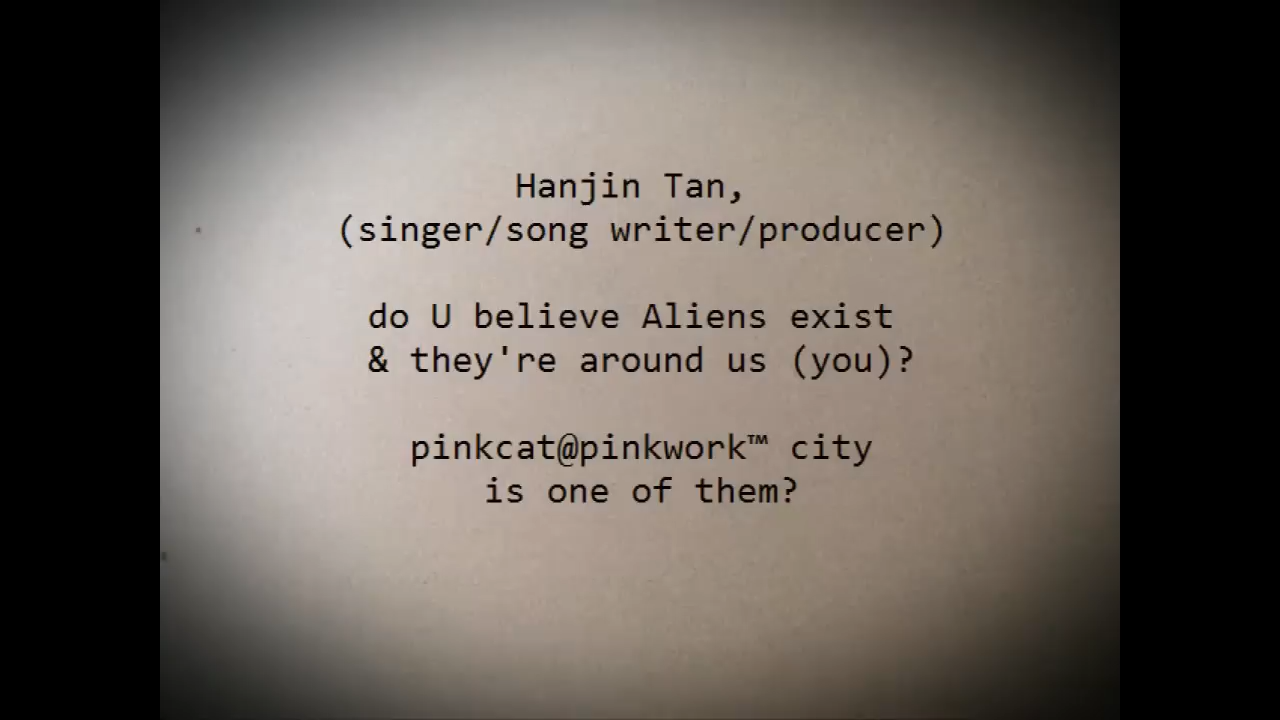 Hanjin Tan,
(singer/song writer/producer)
do U believe Aliens exist
& they're around us (you)?
pinkcat@pinkwork™ city
is one of them?